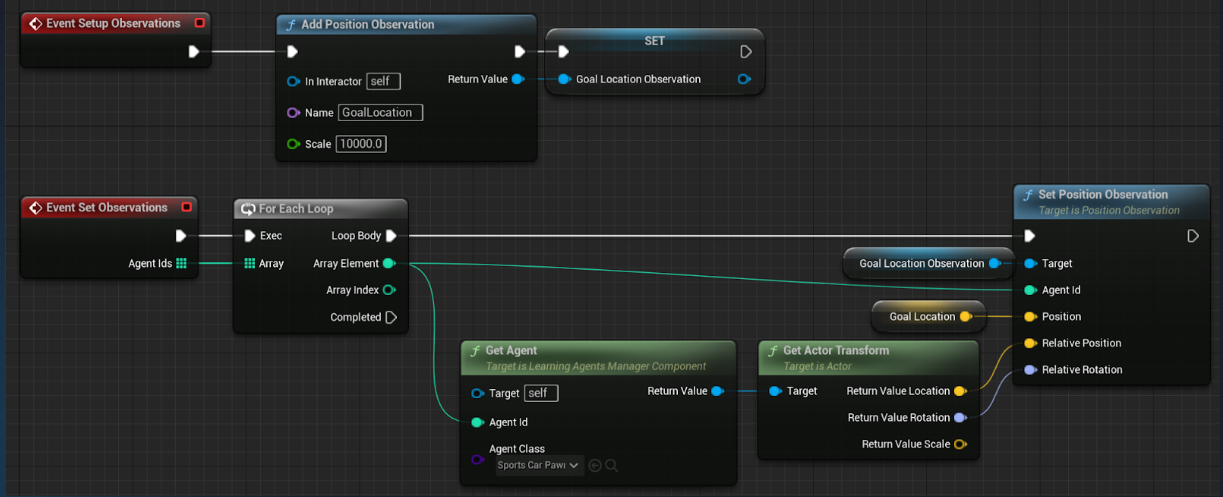 Event Setup Observations
Add Position Observation
In Interactor self
Return Value
Name GoalLocation
Scale 10000.0
SET
Goal Location Observation
Event Set Observations
Agent Ids
For Each Loop
Exec
Loop Body
Array
Array Element
Array Index
Completed
Get Agent
Target is Learning Agents Manager Component
Target self
Return Value
Agent Id
Agent Class
Sports Car Paw
Get Actor Transform
Target is Actor
Target
Return Value Location
Return Value Rotation
Return Value Scale
Goal Location Observation
Goal Location
Set Position Observation
Target is Position Observation
Target
Agent Id
Position
Relative Position
Relative Rotation